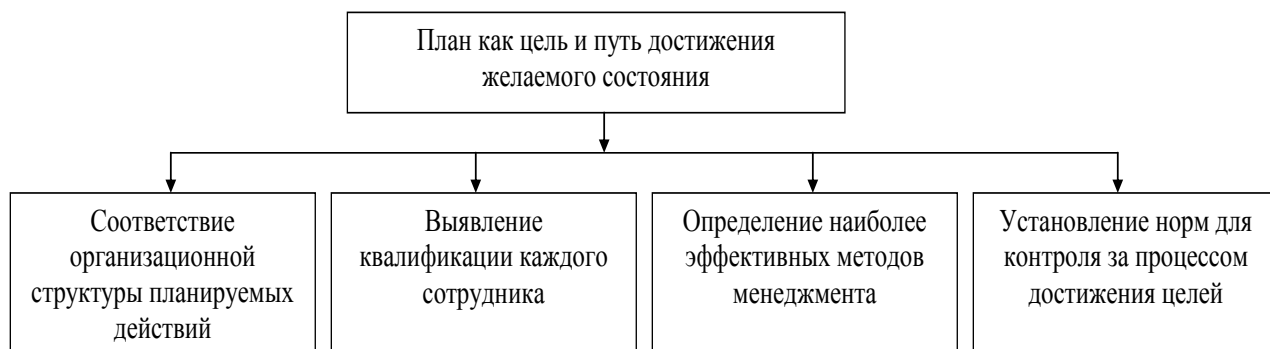 План как цель и путь достижения
желаемого состояния
Соответствие
организационной
структуры планируемых
действий
Выявление
квалификации каждого
сотрудника
Определение наиболее
эффективных методов
менеджмента
Установление норм для
контроля за процессом
достижения целей